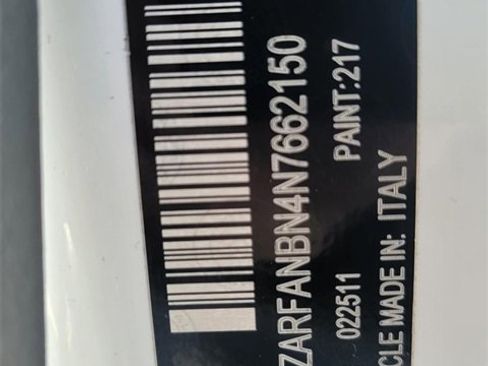 ZARFANBN4N7662150
022511 PAINT:217
CLE MADE IN: ITALY